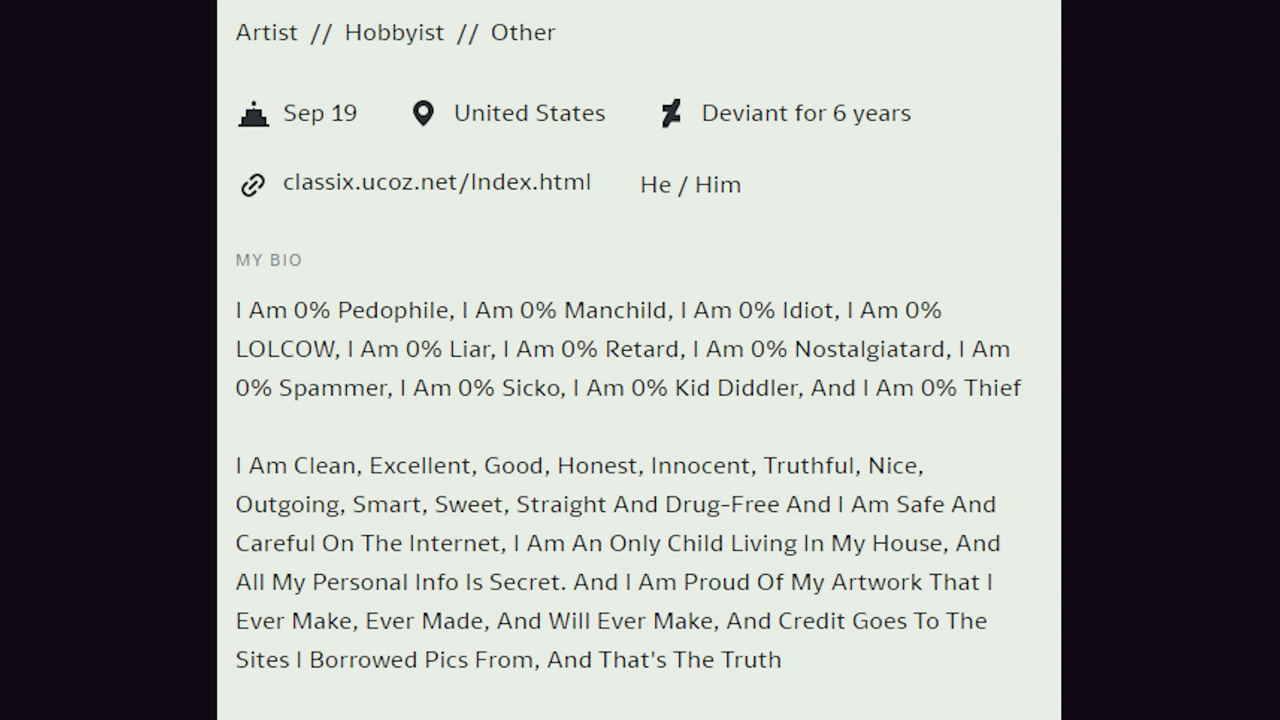 Artist // Hobbyist // Other
Sep 19 United States Deviant for 6 years
classix.ucoz.net/Index.html He / Him
MY BIO
I Am 0% Pedophile, I Am 0% Manchild, I Am 0% Idiot, I Am 0%
LOLCOW, I Am 0% Liar, I Am 0% Retard, I Am 0% Nostalgiatard, I Am
0% Spammer, I Am 0% Sicko, I Am 0% Kid Diddler, And I Am 0% Thief
I Am Clean, Excellent, Good, Honest, Innocent, Truthful, Nice,
Outgoing, Smart, Sweet, Straight And Drug-Free And I Am Safe And
Careful On The Internet, I Am An Only Child Living In My House, And
All My Personal Info Is Secret. And I Am Proud Of My Artwork That I
Ever Make, Ever Made, And Will Ever Make, And Credit Goes To The
Sites I Borrowed Pics From, And That's The Truth